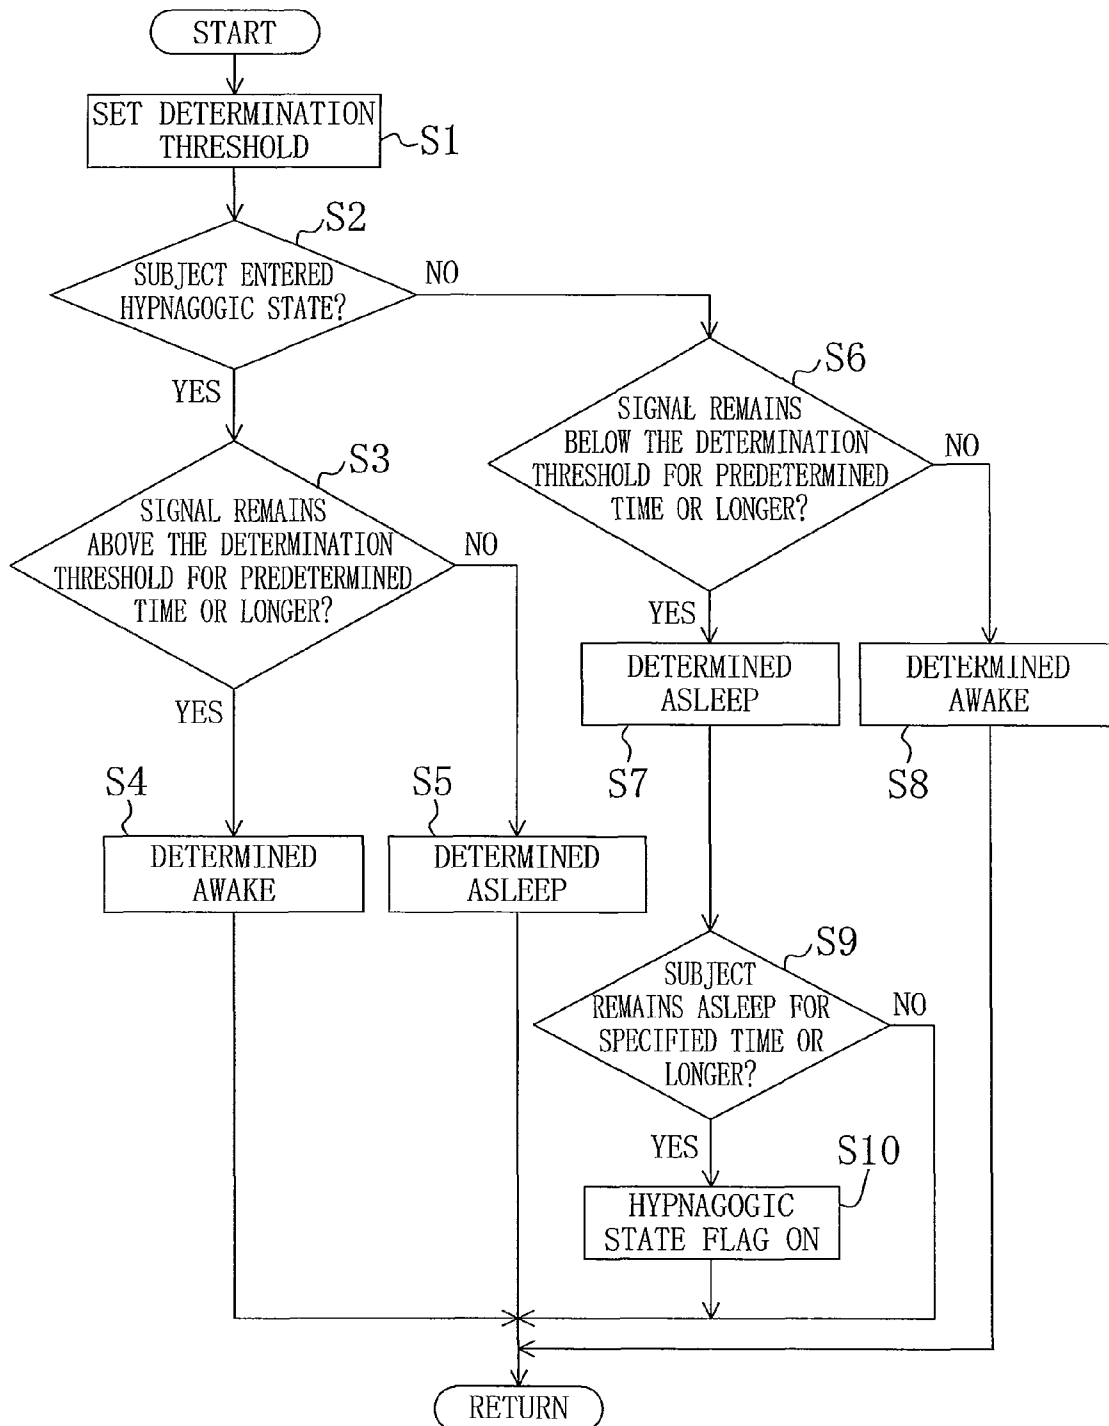 START
SET DETERMINATION
THRESHOLD
S1
S2
SUBJECT ENTERED
HYPNAGOGIC STATE?
NO
YES
S6
SIGNAL REMAINS
BELOW THE DETERMINATION
THRESHOLD FOR PREDETERMINED
TIME OR LONGER?
NO
YES
S3
SIGNAL REMAINS
ABOVE THE DETERMINATION
THRESHOLD FOR PREDETERMINED
TIME OR LONGER?
NO
YES
DETERMINED
ASLEEP
S7
DETERMINED
AWAKE
S8
S4
DETERMINED
AWAKE
S5
DETERMINED
ASLEEP
S9
SUBJECT
REMAINS ASLEEP FOR
SPECIFIED TIME OR
LONGER?
NO
YES
S10
HYPNAGOGIC
STATE FLAG ON
RETURN